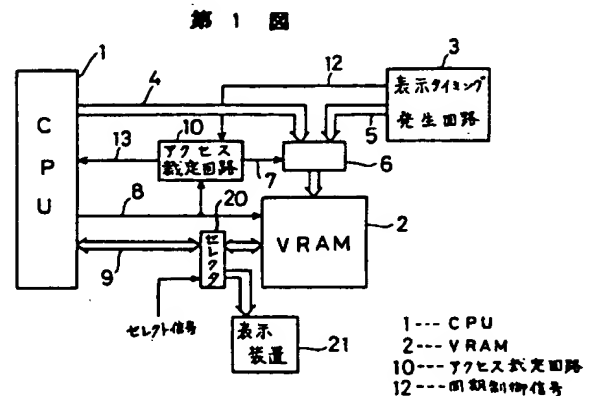 第 1 図
1
CPU
4
12
3
表示タイミング
発生回路
5
10
アクセス
裁定回路
13
7
6
8
20
セレクタ
VRAM
2
9
セレクト信号
表示
装置
21
1---CPU
2---VRAM
10---アクセス裁定回路
12---同期制御信号